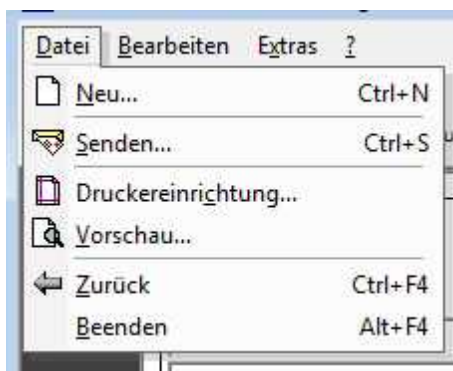 Datei Bearbeiten Extras ?
Neu... Ctrl+N
Senden... Ctrl+S
Druckereinrichtung...
Vorschau...
Zurück Ctrl+F4
Beenden Alt+F4